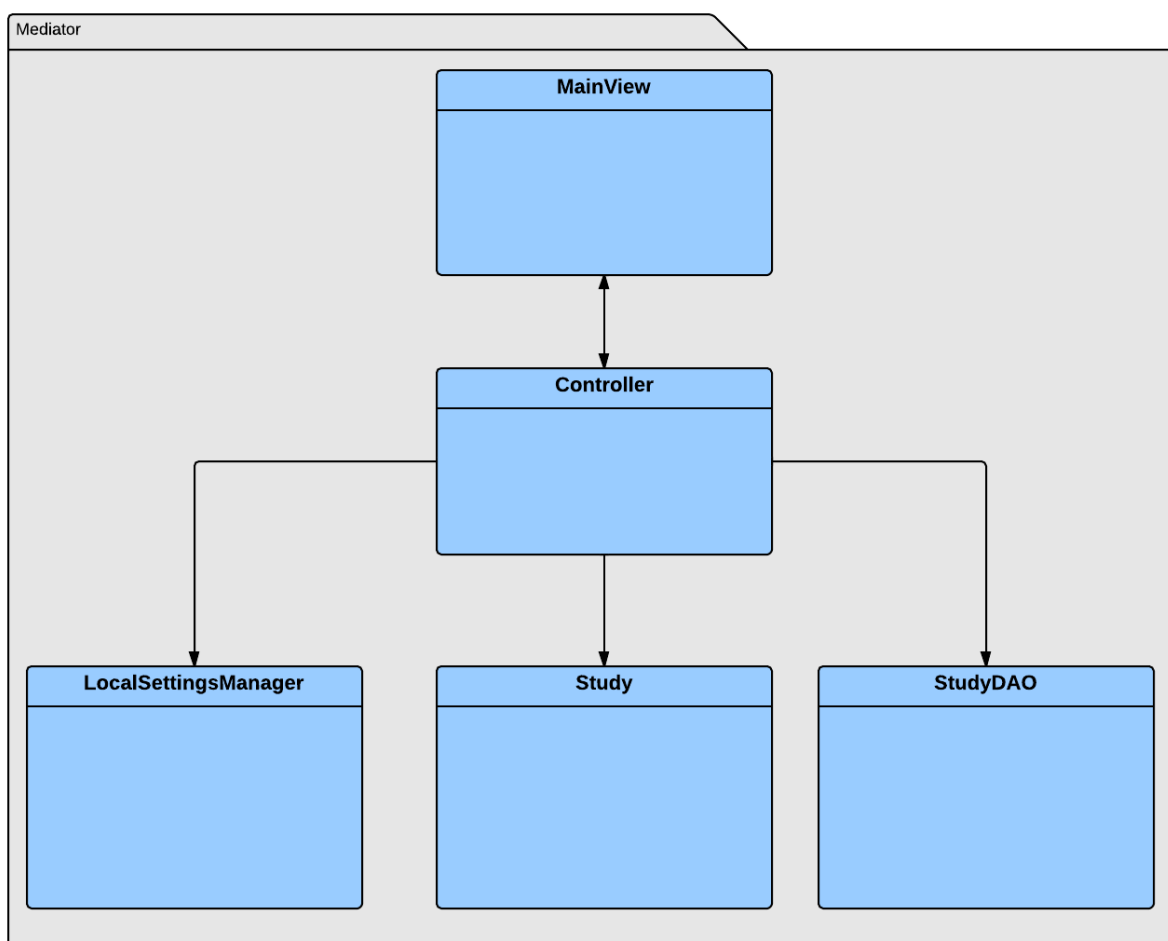 Mediator
MainView
Controller
LocalSettingsManager
Study
StudyDAO